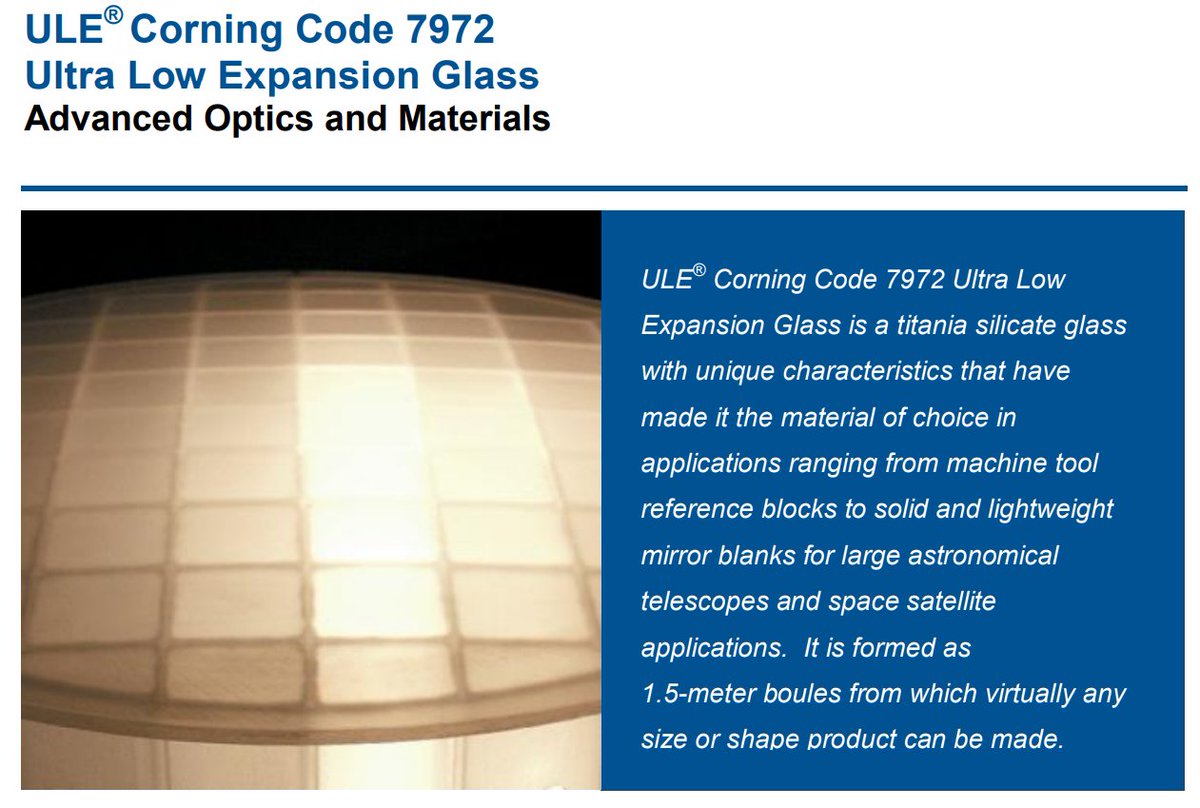 ULE® Corning Code 7972
Ultra Low Expansion Glass
Advanced Optics and Materials
ULE® Corning Code 7972 Ultra Low
Expansion Glass is a titania silicate glass
with unique characteristics that have
made it the material of choice in
applications ranging from machine tool
reference blocks to solid and lightweight
mirror blanks for large astronomical
telescopes and space satellite
applications.  It is formed as
1.5-meter boules from which virtually any
size or shape product can be made.